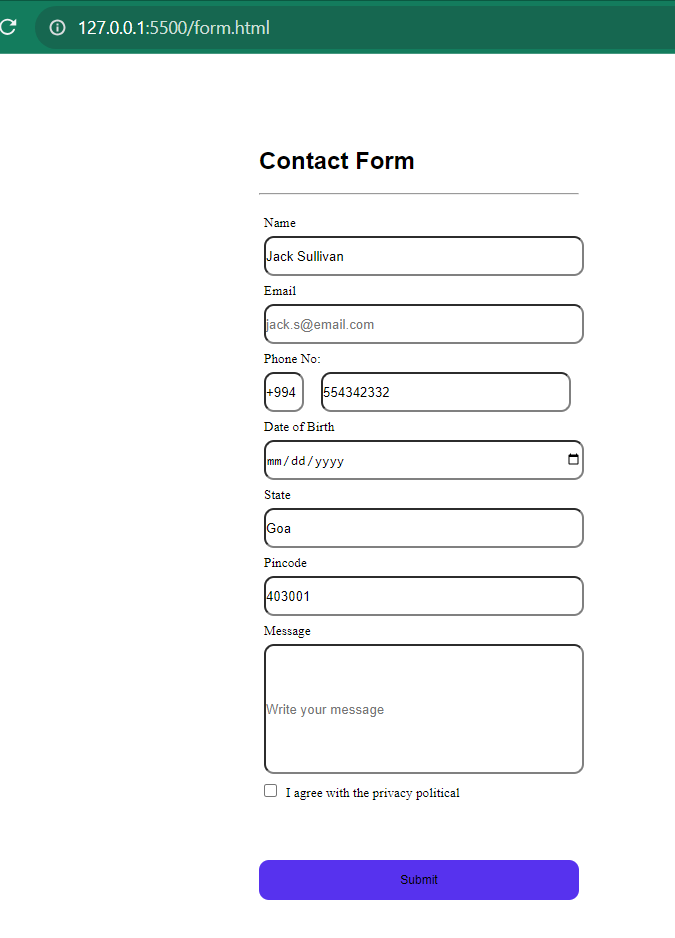 127.0.0.1:5500/form.html
Contact Form
Name
Jack Sullivan
Email
jack.s@email.com
Phone No:
+994 554342332
Date of Birth
mm/dd/yyyy
State
Goa
Pincode
403001
Message
Write your message
I agree with the privacy political
Submit